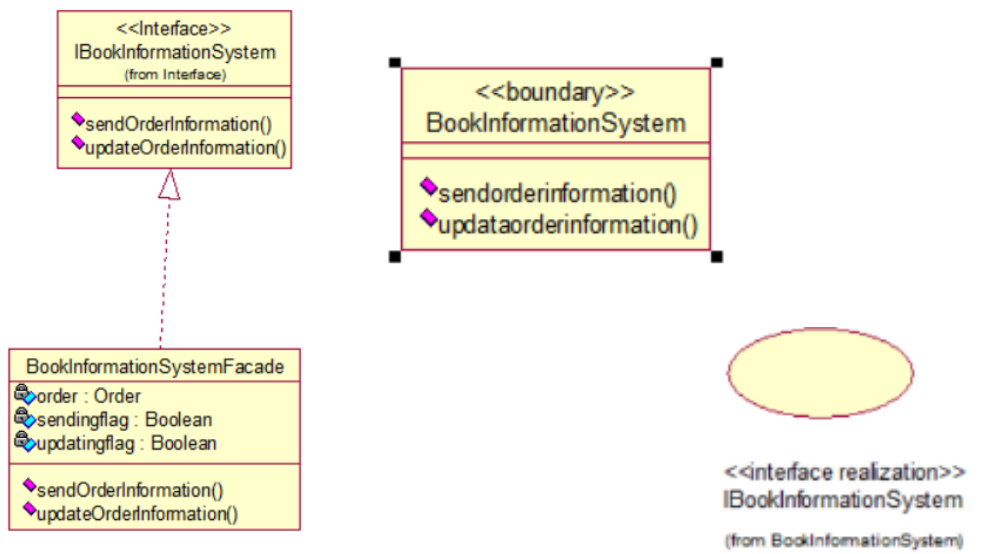 <<Interface>>
IBookInformationSystem
(from Interface)
sendOrderInformation()
updateOrderInformation()
<<boundary>>
BookInformationSystem
sendorderinformation()
updataorderinformation()
BookInformationSystemFacade
order : Order
sendingflag : Boolean
updatingflag : Boolean
sendOrderInformation()
updateOrderInformation()
<<interface realization>>
IBookInformationSystem
(from BookInformationSystem)